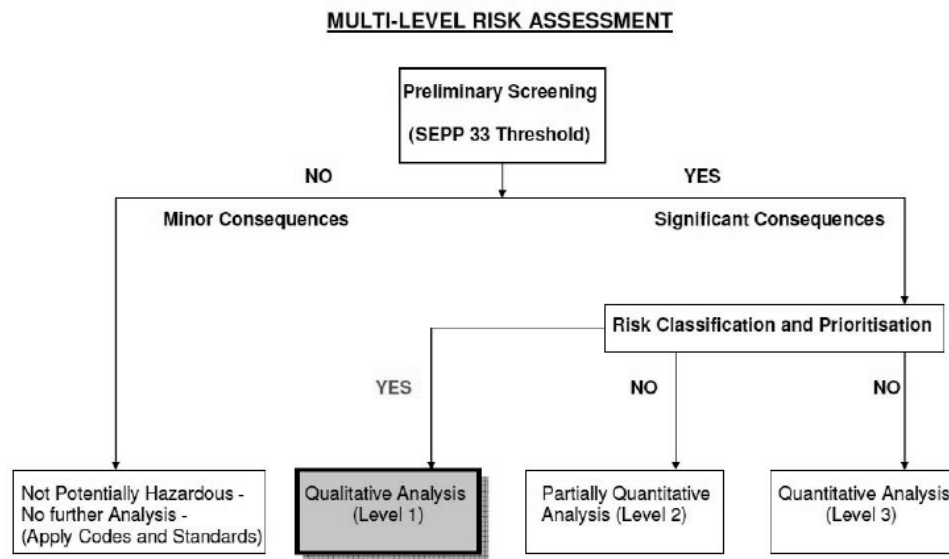 MULTI-LEVEL RISK ASSESSMENT
Preliminary Screening
(SEPP 33 Threshold)
NO
YES
Minor Consequences
Significant Consequences
Risk Classification and Prioritisation
YES
NO
NO
Not Potentially Hazardous -
No further Analysis -
(Apply Codes and Standards)
Qualitative Analysis
(Level 1)
Partially Quantitative
Analysis (Level 2)
Quantitative Analysis
(Level 3)